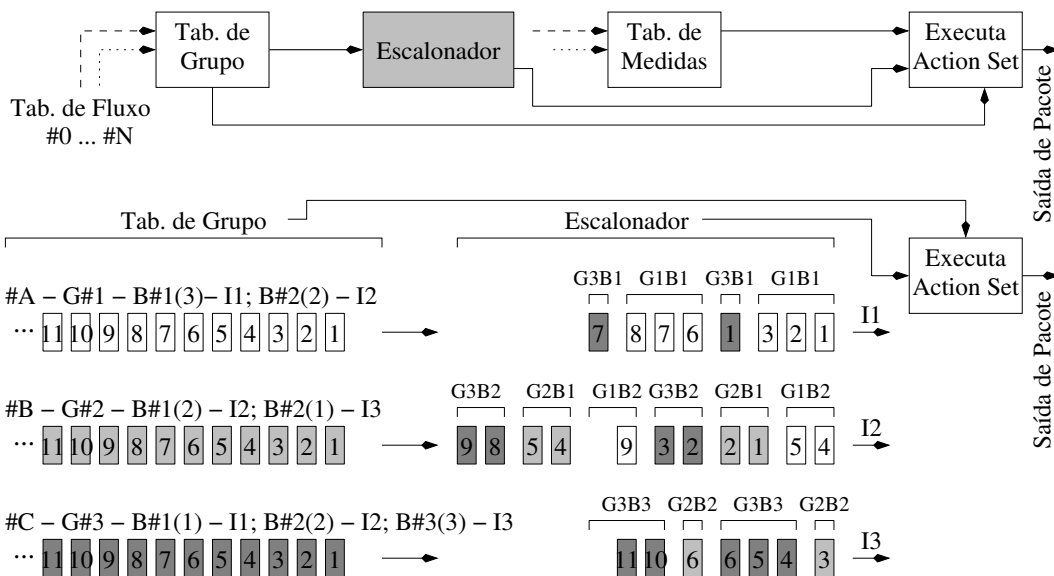 Tab. de
Grupo
Escalonador
Tab. de
Medidas
Executa
Action Set
Saída de Pacote
Tab. de Fluxo
#0 ... #N
Tab. de Grupo
Escalonador
Executa
Action Set
Saída de Pacote
#A – G#1 – B#1(3)– I1; B#2(2) – I2
G3B1 G1B1 G3B1 G1B1
... 11 10 9 8 7 6 5 4 3 2 1
7 8 7 6 1 3 2 1
I1
#B – G#2 – B#1(2) – I2; B#2(1) – I3
G3B2 G2B1 G1B2 G3B2 G2B1 G1B2
... 11 10 9 8 7 6 5 4 3 2 1
9 8 5 4 9 3 2 2 1 5 4
I2
#C – G#3 – B#1(1) – I1; B#2(2) – I2; B#3(3) – I3
G3B3 G2B2 G3B3 G2B2
... 11 10 9 8 7 6 5 4 3 2 1
11 10 6 6 5 4 3
I3